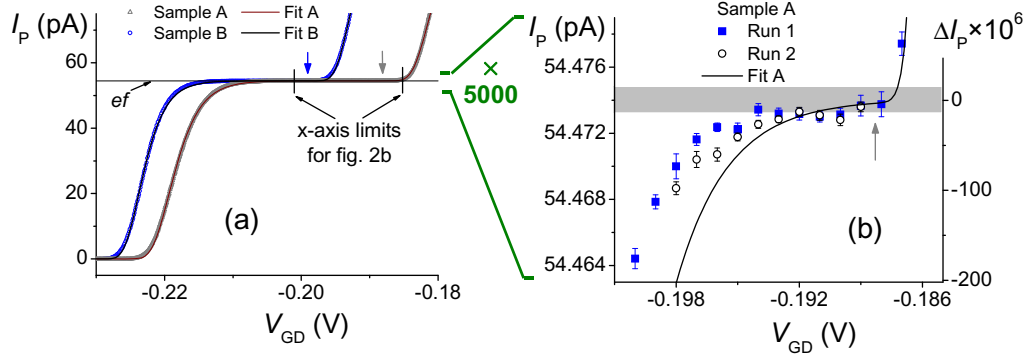 I_P (pA)
Sample A
Fit A
Sample B
Fit B
60
40
20
0
ef
x-axis limits
for fig. 2b
(a)
-0.22
-0.20
-0.18
V_GD (V)
×
5000
Sample A
I_P (pA)
Run 1
Run 2
Fit A
ΔI_P×10⁶
54.476
54.472
54.468
54.464
0
-100
-200
(b)
-0.198
-0.192
-0.186
V_GD (V)